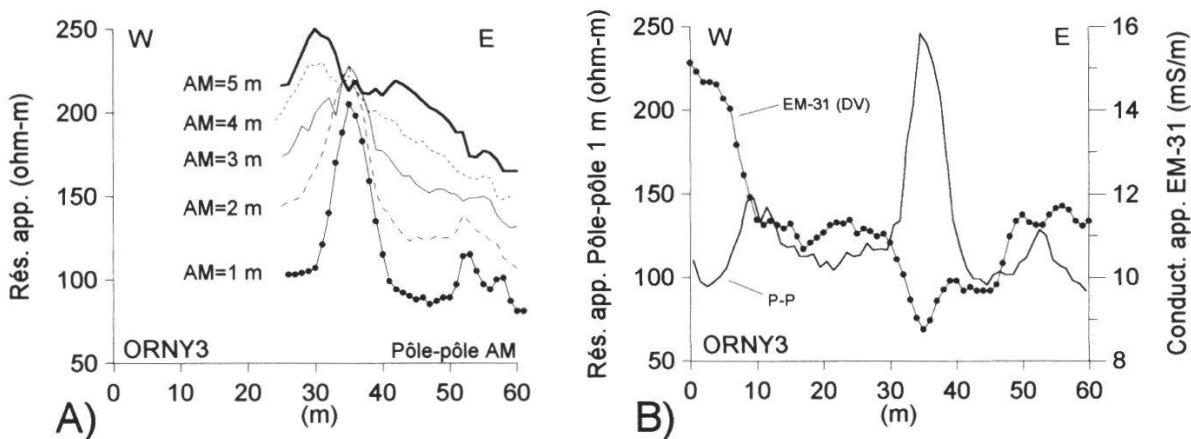 Rés. app. (ohm-m)
250
200
150
100
50
W
E
AM=5 m
AM=4 m
AM=3 m
AM=2 m
AM=1 m
ORNY3
Pôle-pôle AM
0
10
20
30
40
50
60
(m)
A)
Rés. app. Pôle-pôle 1 m (ohm-m)
250
200
150
100
50
W
E
EM-31 (DV)
P-P
ORNY3
16
14
12
10
8
Conduct. app. EM-31 (mS/m)
0
10
20
30
40
50
60
(m)
B)